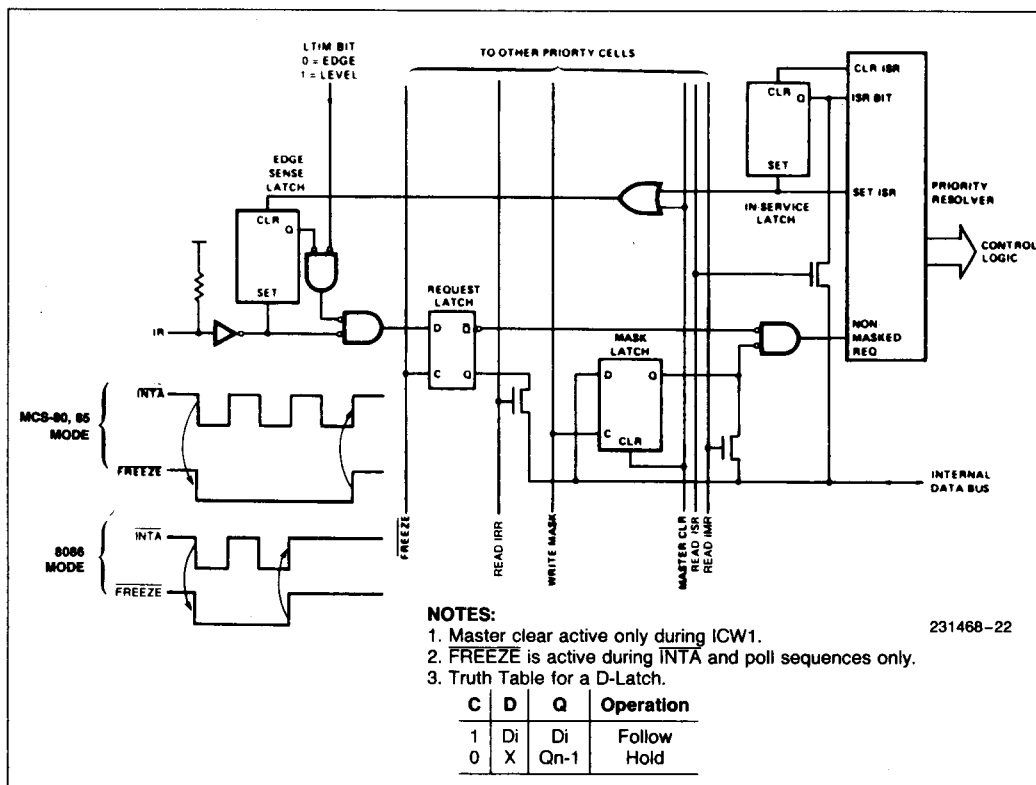 LTIM BIT
0 = EDGE
1 = LEVEL
TO OTHER PRIORTY CELLS
CLR
Q
SET
IN-SERVICE
LATCH
CLR ISR
ISR BIT
SET ISR
NON
MASKED
REQ
PRIORITY
RESOLVER
CONTROL
LOGIC
EDGE
SENSE
LATCH
CLR
Q
SET
IR
REQUEST
LATCH
D
Q
C
Q
MASK
LATCH
D
Q
C
CLR
INTERNAL
DATA BUS
MCS-80, 85
MODE
INTA
FREEZE
8086
MODE
INTA
FREEZE
FREEZE
READ IRR
WRITE MASK
MASTER CLR
READ ISR
READ IMR
231468-22
NOTES:
1. Master clear active only during ICW1.
2. FREEZE is active during INTA and poll sequences only.
3. Truth Table for a D-Latch.
C D Q Operation
1 Di Di Follow
0 X Qn-1 Hold